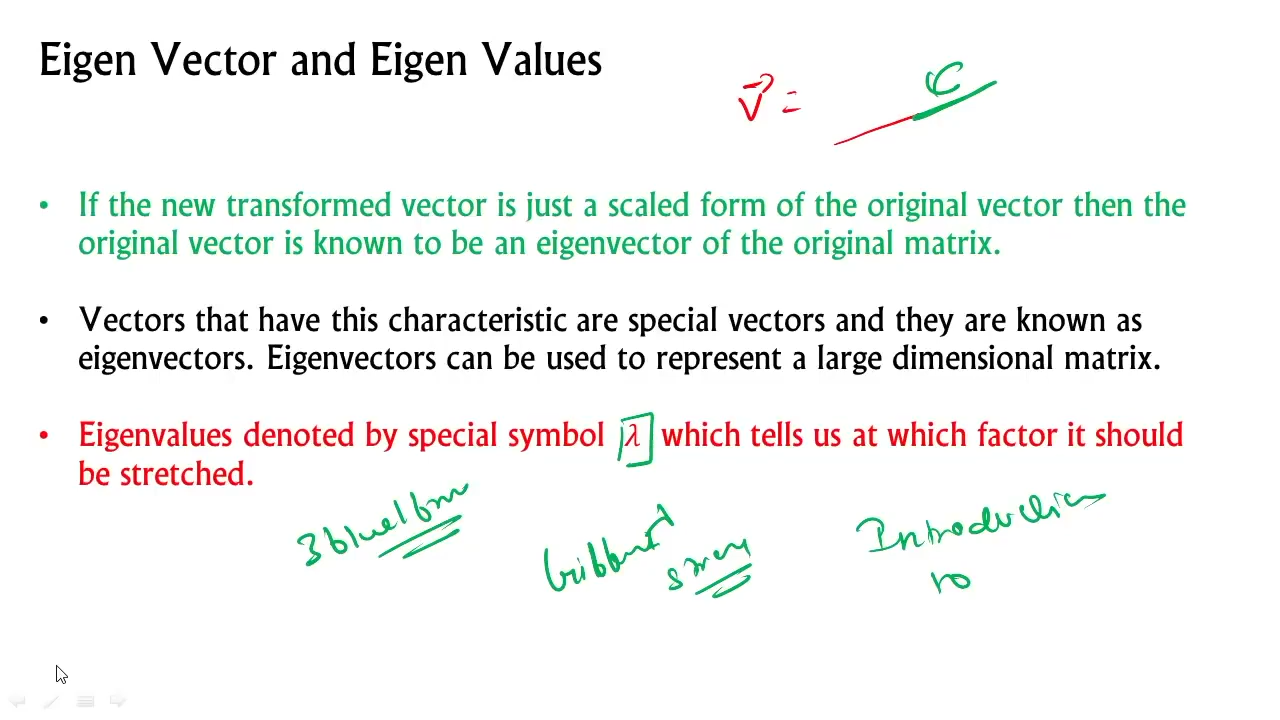 Eigen Vector and Eigen Values
V =
C
• If the new transformed vector is just a scaled form of the original vector then the
original vector is known to be an eigenvector of the original matrix.
• Vectors that have this characteristic are special vectors and they are known as
eigenvectors. Eigenvectors can be used to represent a large dimensional matrix.
• Eigenvalues denoted by special symbol λ which tells us at which factor it should
be stretched.
3blue1brn
Introduction
to